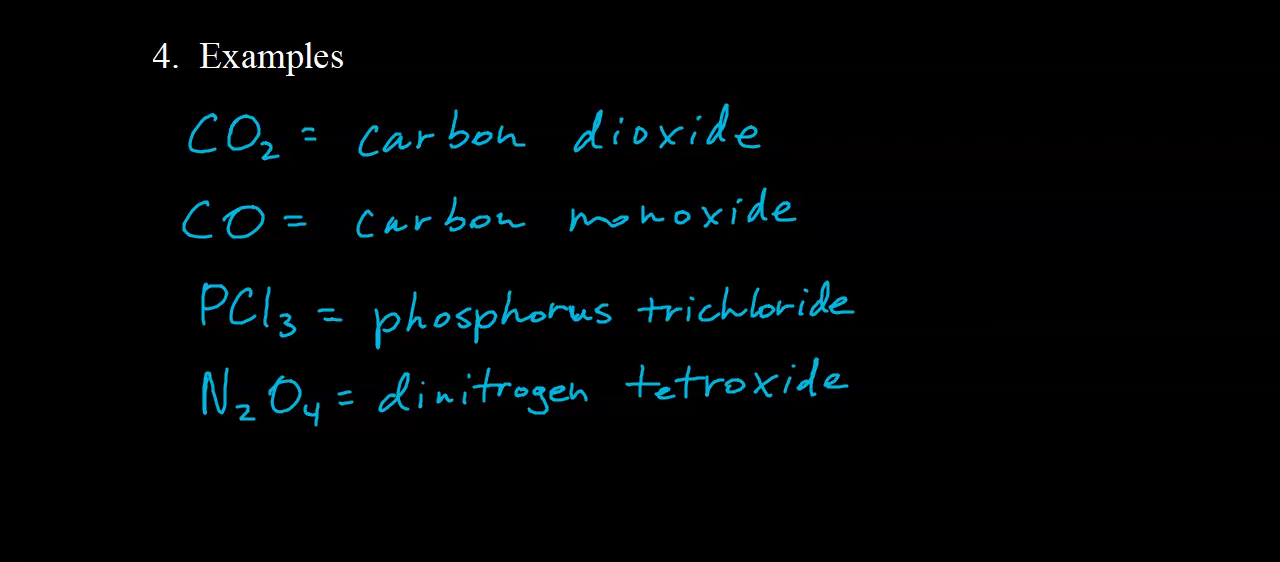 4. Examples
CO₂ = carbon dioxide
CO = carbon monoxide
PCl₃ = phosphorus trichloride
N₂O₄ = dinitrogen tetroxide